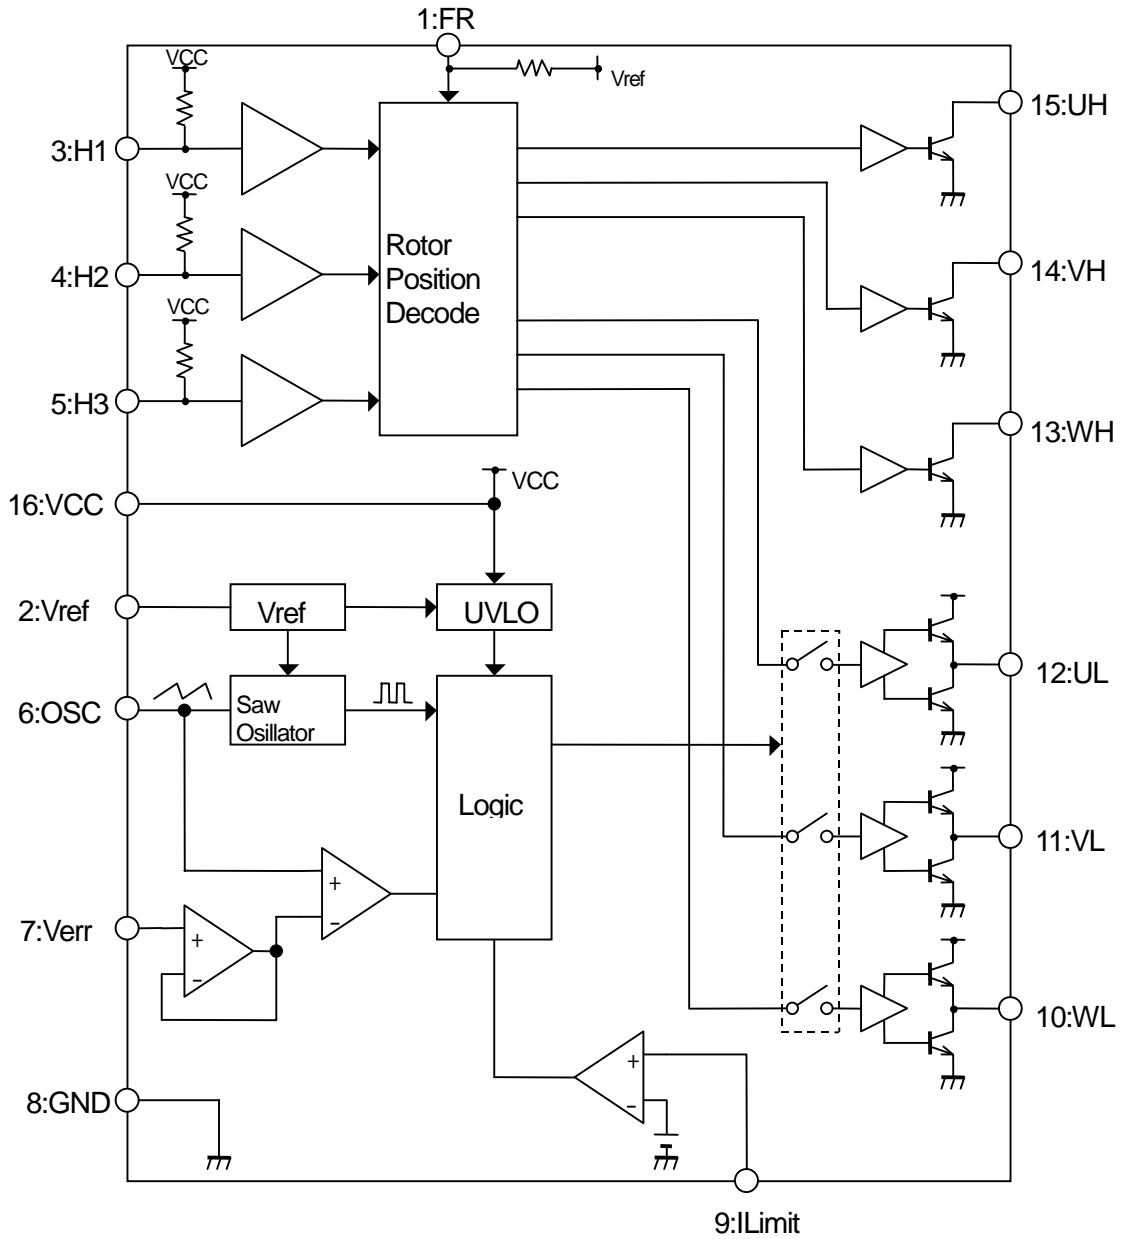 1:FR
VCC
Vref
15:UH
3:H1
VCC
4:H2
Rotor
Position
Decode
14:VH
VCC
5:H3
13:WH
16:VCC
VCC
2:Vref
Vref
UVLO
12:UL
6:OSC
Saw
Osillator
Logic
11:VL
+
-
7:Verr
+
-
10:WL
+
-
8:GND
9:ILimit